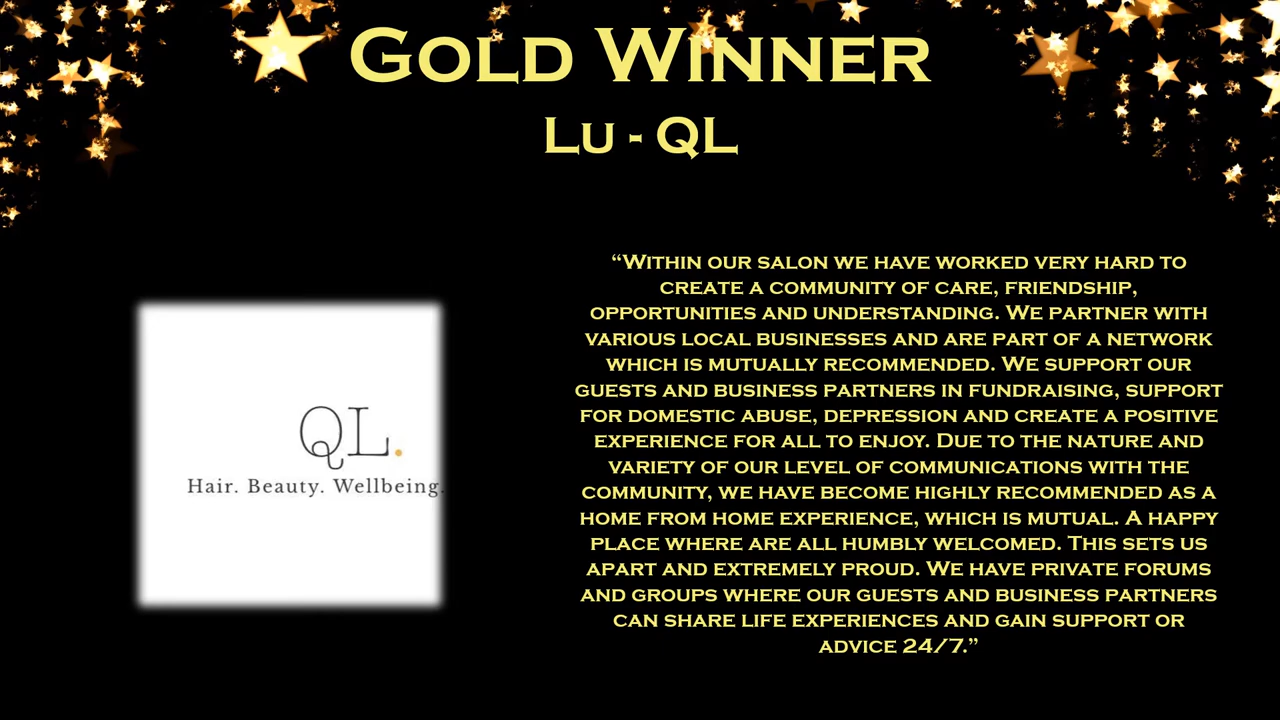 Gold Winner
Lu - QL
“Within our salon we have worked very hard to
create a community of care, friendship,
opportunities and understanding. We partner with
various local businesses and are part of a network
which is mutually recommended. We support our
guests and business partners in fundraising, support
for domestic abuse, depression and create a positive
experience for all to enjoy. Due to the nature and
variety of our level of communications with the
community, we have become highly recommended as a
home from home experience, which is mutual. A happy
place where are all humbly welcomed. This sets us
apart and extremely proud. We have private forums
and groups where our guests and business partners
can share life experiences and gain support or
advice 24/7.”
QL.
Hair. Beauty. Wellbeing.